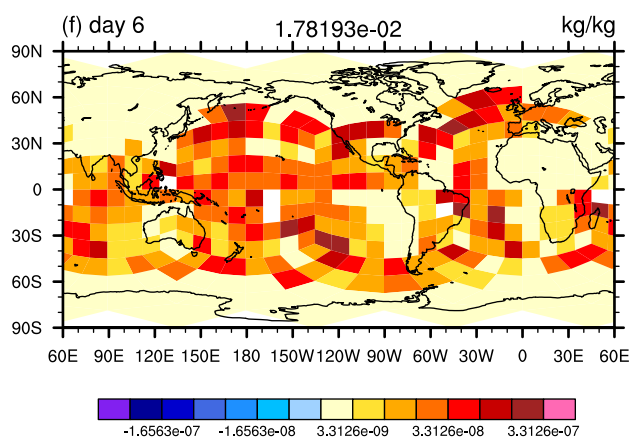 (f) day 6 1.78193e-02 kg/kg
90N
60N
30N
0
30S
60S
90S
60E 90E 120E 150E 180 150W 120W 90W 60W 30W 0 30E 60E
-1.6563e-07 -1.6563e-08 3.3126e-09 3.3126e-08 3.3126e-07